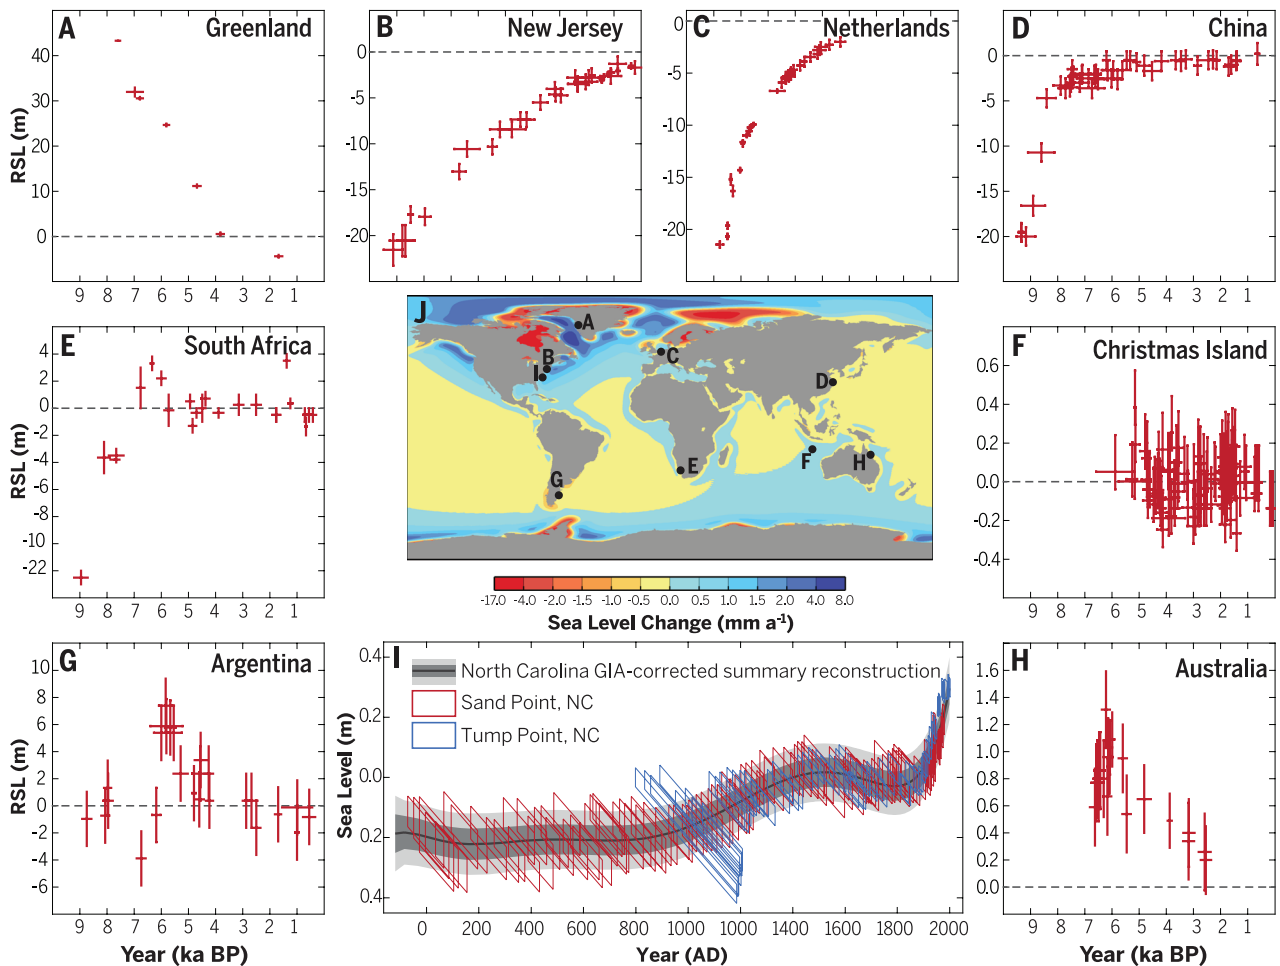 A Greenland
40
30
20
10
0
RSL (m)
9 8 7 6 5 4 3 2 1
B New Jersey
0
-5
-10
-15
-20
C Netherlands
0
-5
-10
-15
-20
D China
0
-5
-10
-15
-20
9 8 7 6 5 4 3 2 1
E South Africa
4
2
0
-2
-4
-6
-8
-10
-22
RSL (m)
9 8 7 6 5 4 3 2 1
J
A
B
C
I
D
E
F
G
H
-17.0 -4.0 -1.5 -1.0 -0.5 0.0 0.5 1.0 1.5 2.0 4.0 8.0
Sea Level Change (mm a⁻¹)
F
Christmas Island
0.6
0.4
0.2
0.0
-0.2
-0.4
9 8 7 6 5 4 3 2 1
G
Argentina
10
8
6
4
2
0
-2
-4
-6
RSL (m)
9 8 7 6 5 4 3 2 1
Year (ka BP)
I
North Carolina GIA-corrected summary reconstruction
Sand Point, NC
Tump Point, NC
0.4
0.2
0.0
0.2
0.4
Sea Level (m)
0 200 400 600 800 1000 1200 1400 1600 1800 2000
Year (AD)
H
Australia
1.6
1.4
1.2
1.0
0.8
0.6
0.4
0.2
0.0
9 8 7 6 5 4 3 2 1
Year (ka BP)